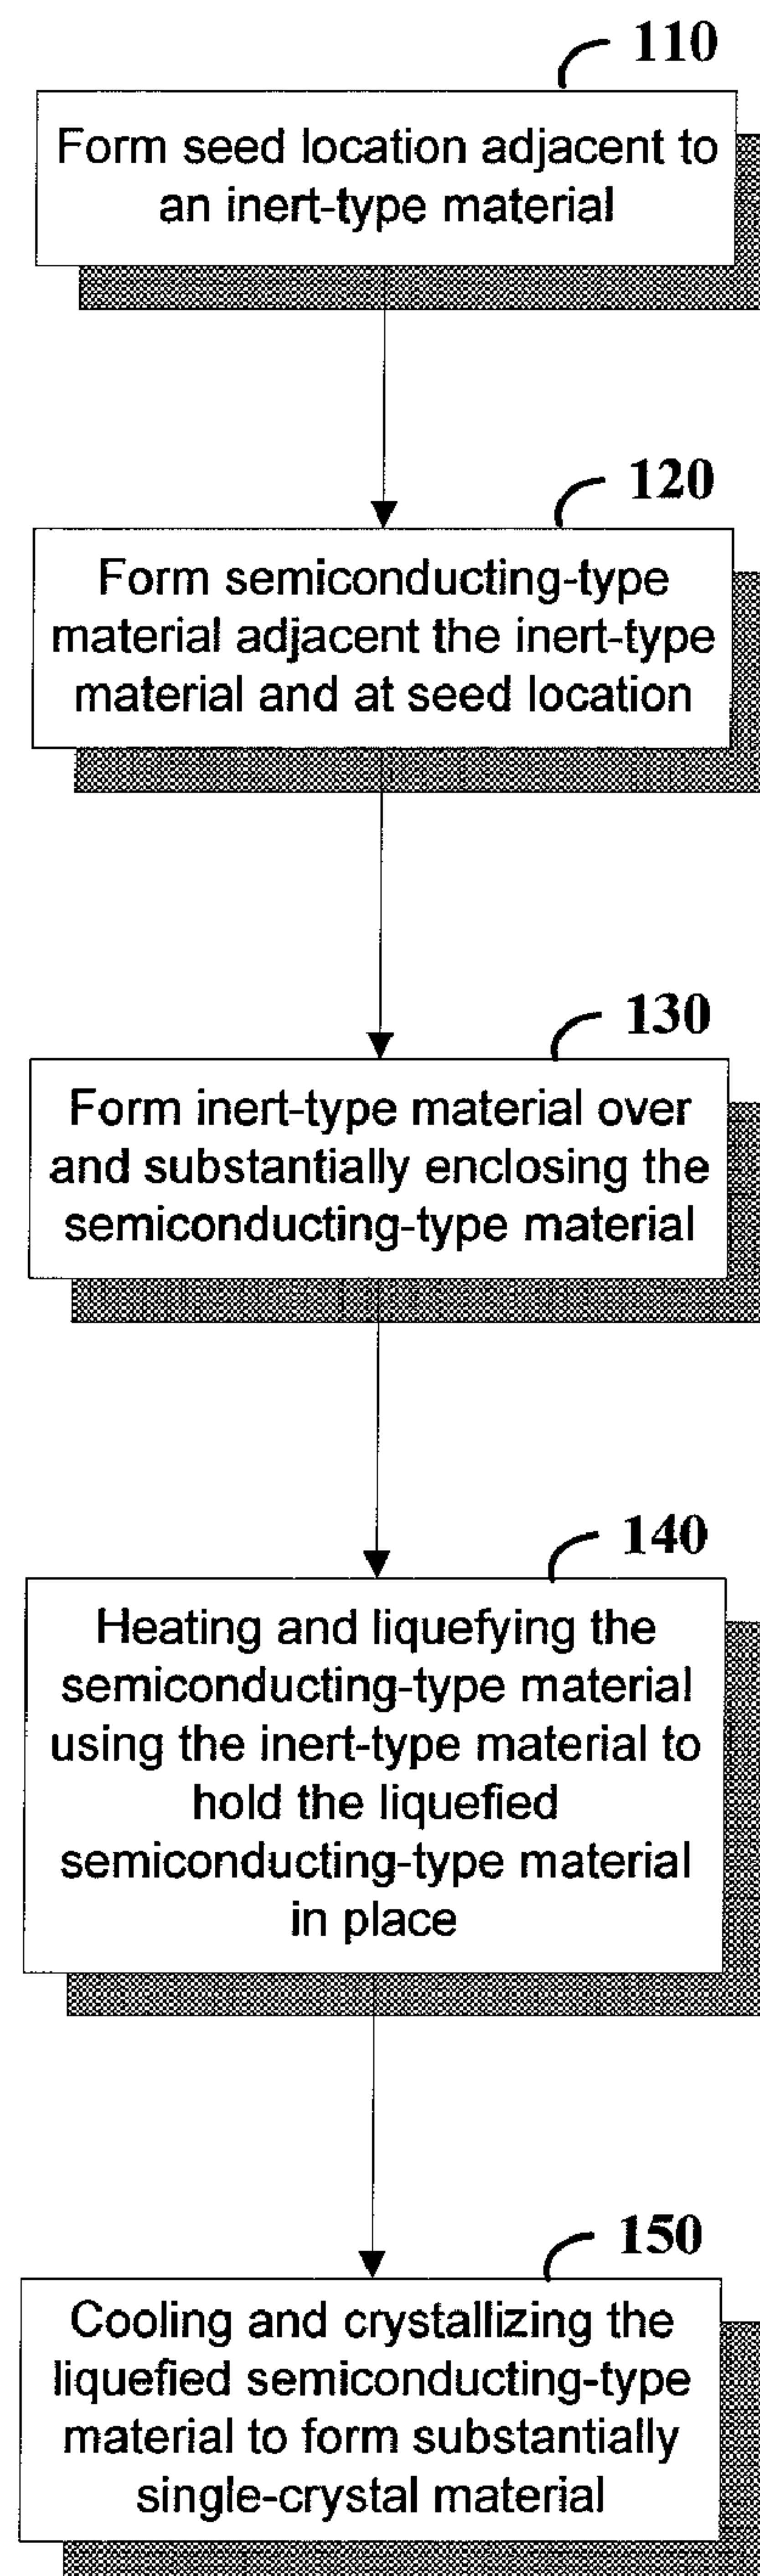 110
Form seed location adjacent to
an inert-type material
120
Form semiconducting-type
material adjacent the inert-type
material and at seed location
130
Form inert-type material over
and substantially enclosing the
semiconducting-type material
140
Heating and liquefying the
semiconducting-type material
using the inert-type material to
hold the liquefied
semiconducting-type material
in place
150
Cooling and crystallizing the
liquefied semiconducting-type
material to form substantially
single-crystal material